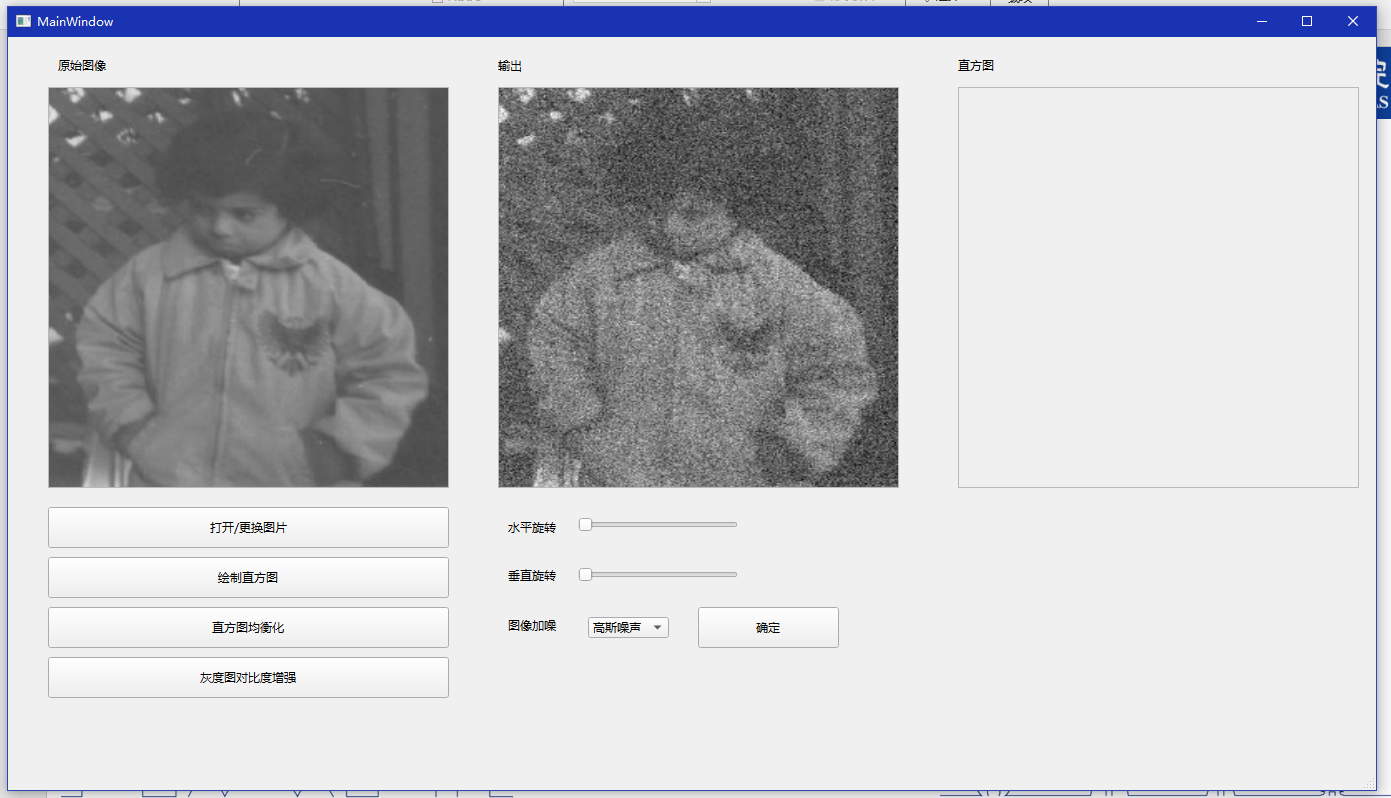 MainWindow
原始图像
输出
直方图
打开/更换图片
绘制直方图
直方图均衡化
灰度图对比度增强
水平旋转
垂直旋转
图像加噪
高斯噪声
确定